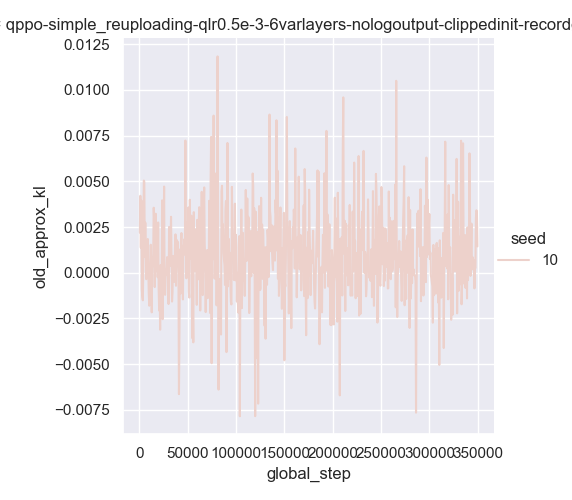 qppo-simple_reuploading-qlr0.5e-3-6varlayers-nologoutput-clippedinit-record
0.0125
0.0100
0.0075
0.0050
0.0025
0.0000
−0.0025
−0.0050
−0.0075
old_approx_kl
0 50000 100000 150000 200000 250000 300000 350000
global_step
seed
10